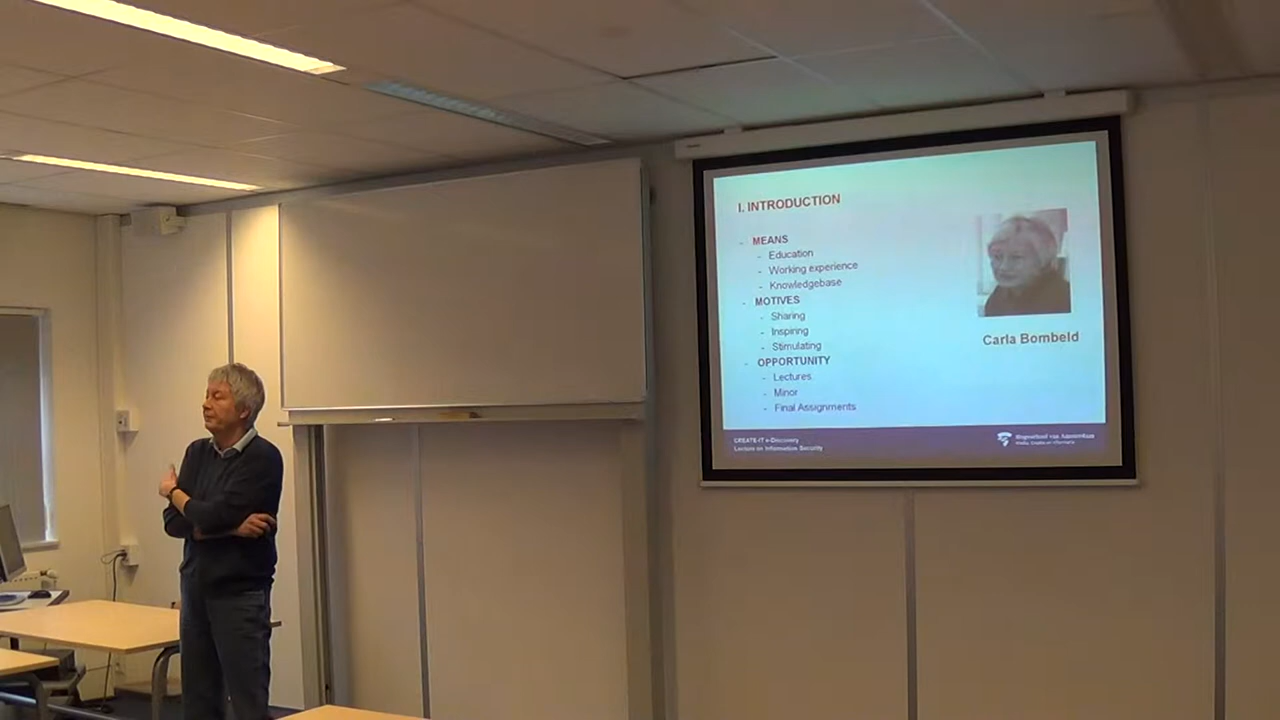 I. INTRODUCTION
- MEANS
- Education
- Working experience
- Knowledgebase
- MOTIVES
- Sharing
- Inspiring
- Stimulating
- OPPORTUNITY
- Lectures
- Minor
- Final Assignments
Carla Bombeld
CREATE-IT e-Discovery
Lecture on Information Security
Hogeschool van Amsterdam